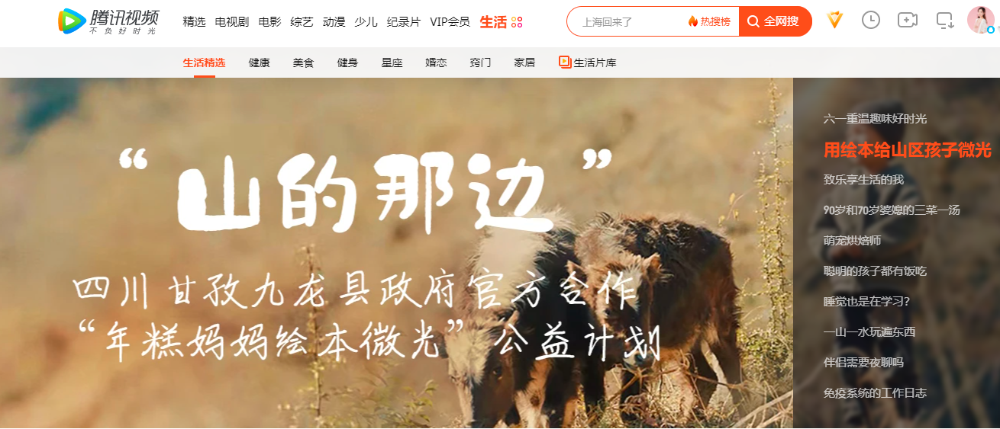 腾讯视频
不负好时光
精选 电视剧 电影 综艺 动漫 少儿 纪录片 VIP会员 生活
上海回来了 热搜榜 全网搜
生活精选 健康 美食 健身 星座 婚恋 窍门 家居 生活片库
“山的那边”
四川甘孜九龙县政府官方合作
“年糕妈妈绘本微光”公益计划
六一重温趣味好时光
用绘本给山区孩子微光
致乐享生活的我
90岁和70岁婆媳的三菜一汤
萌宠烘焙师
聪明的孩子都有饭吃
睡觉也是在学习?
一山一水玩遍东西
伴侣需要夜聊吗
免疫系统的工作日志